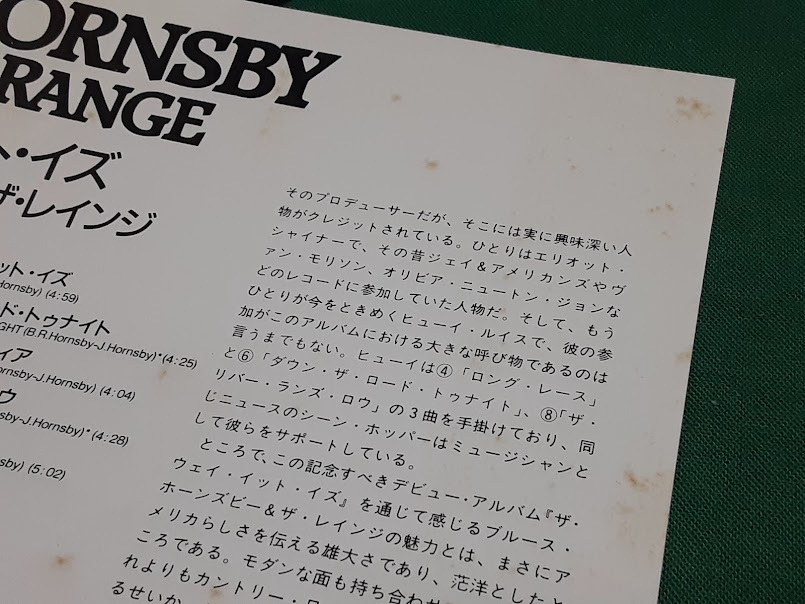 ORNSBY
RANGE
ト・イズ
ザ・レインジ
ット・イズ
Hornsby) (4:59)
ド・トゥナイト
GHT (B.R.Hornsby-J.Hornsby)*(4:25)
ィア
ornsby-J.Hornsby) (4:04)
ウ
sby-J.Hornsby)*(4:28)
sby) (5:02)
そのプロデューサーだが、そこには実に興味深い人
物がクレジットされている。ひとりはエリオット・
シャイナーで、その昔ジェイ&アメリカンズやヴ
ァン・モリソン、オリビア・ニュートン・ジョンな
どのレコードに参加していた人物だ。そして、もう
ひとりが今をときめくヒューイ・ルイスで、彼の参
加がこのアルバムにおける大きな呼び物であるのは
言うまでもない。ヒューイは④「ロング・レース」
と⑥「ダウン・ザ・ロード・トゥナイト」、⑧「ザ・
リバー・ランズ・ロウ」の3曲を手掛けており、同
じニュースのシーン・ホッパーはミュージシャンと
して彼らをサポートしている。
ところで、この記念すべきデビュー・アルバム『ザ・
ウェイ・イット・イズ』を通じて感じるブルース・
ホーンズビー&ザ・レインジの魅力とは、まさにア
メリカらしさを伝える雄大さであり、茫洋としたと
ころである。モダンな面も持ち合わせ
れよりもカントリー・ロ
るせいか